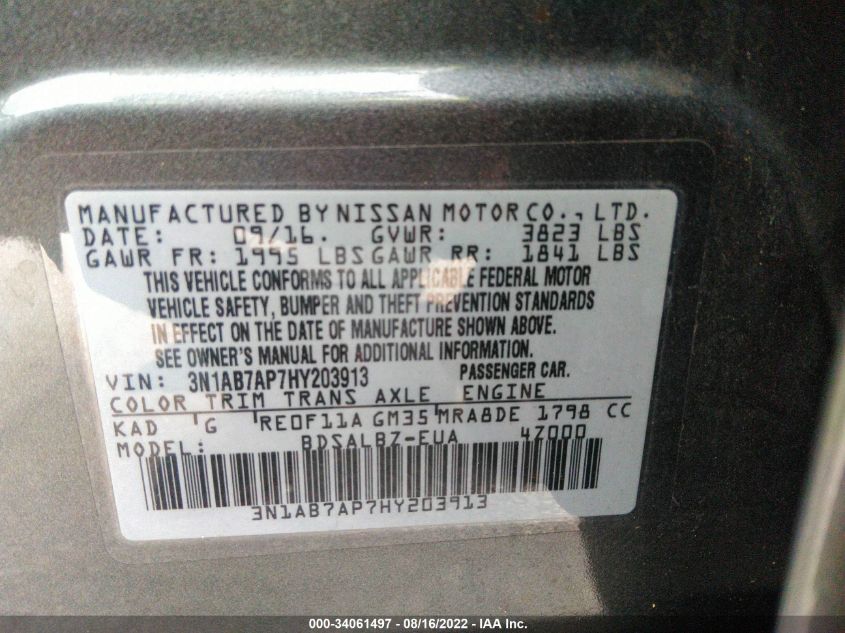 MANUFACTURED BY NISSAN MOTOR CO., LTD.
DATE: 09/16. GVWR: 3823 LBS
GAWR FR: 1995 LBS GAWR RR: 1841 LBS
THIS VEHICLE CONFORMS TO ALL APPLICABLE FEDERAL MOTOR
VEHICLE SAFETY, BUMPER AND THEFT PREVENTION STANDARDS
IN EFFECT ON THE DATE OF MANUFACTURE SHOWN ABOVE.
SEE OWNER'S MANUAL FOR ADDITIONAL INFORMATION.
VIN: 3N1AB7AP7HY203913 PASSENGER CAR.
COLOR TRIM TRANS AXLE ENGINE
KAD G RE0F11A GM35 MRA8DE 1798 CC
MODEL: BDSALBZ-EUA 4Z000
3N1AB7AP7HY203913
000-34061497 - 08/16/2022 - IAA Inc.